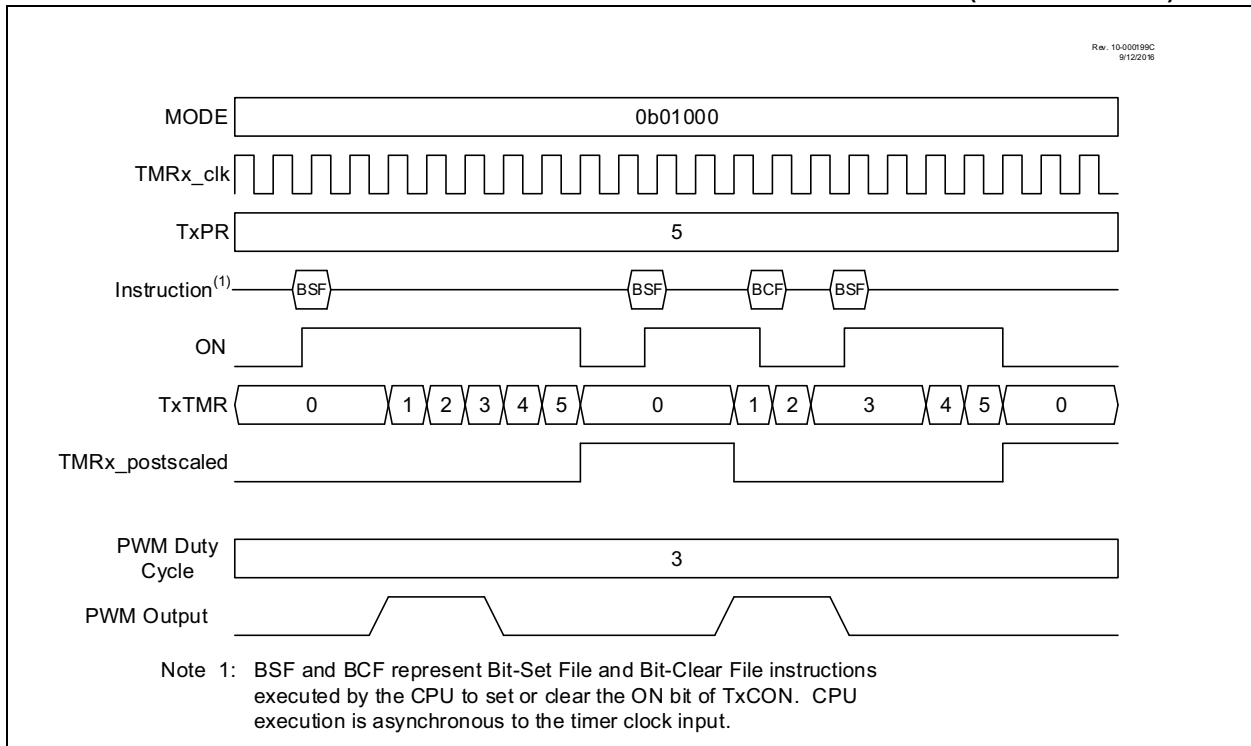 Rev. 10-000199C
9/12/2016
MODE 0b01000
TMRx_clk
TxPR 5
Instruction(1) BSF BSF BCF BSF
ON
TxTMR 0 1 2 3 4 5 0 1 2 3 4 5 0
TMRx_postscaled
PWM Duty
Cycle 3
PWM Output
Note 1: BSF and BCF represent Bit-Set File and Bit-Clear File instructions
executed by the CPU to set or clear the ON bit of TxCON. CPU
execution is asynchronous to the timer clock input.